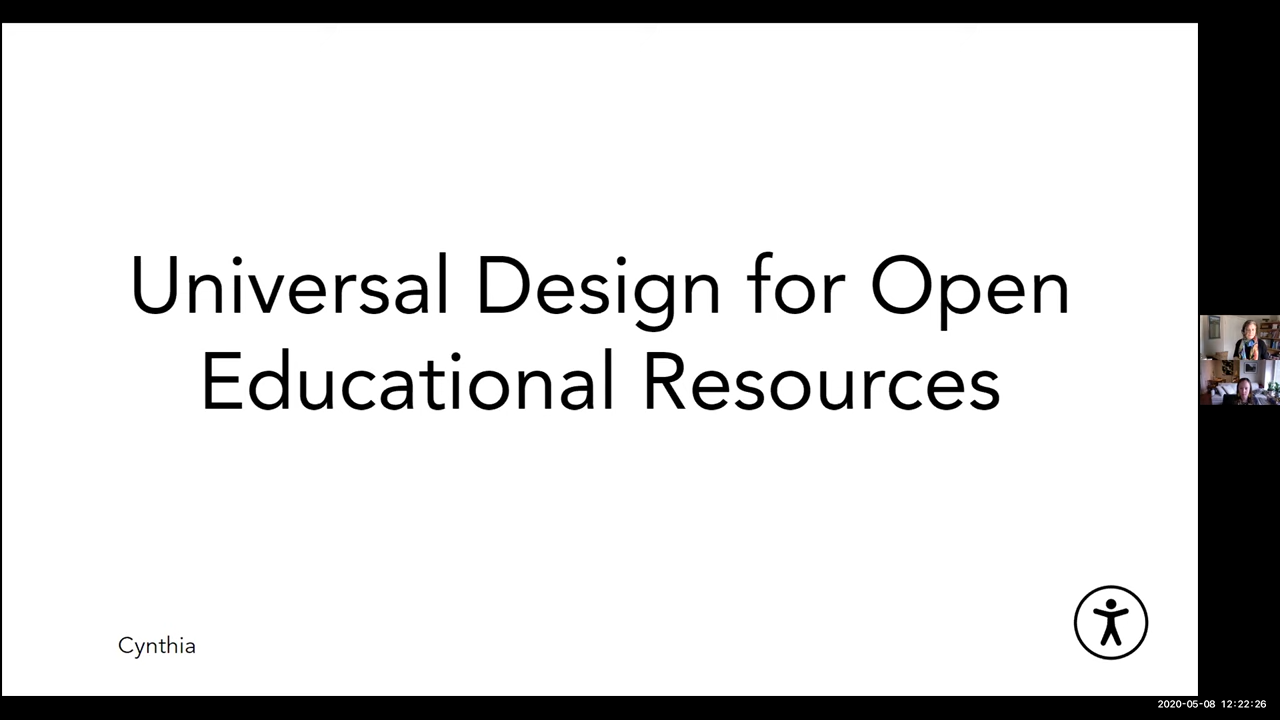 Universal Design for Open
Educational Resources
Cynthia
2020-05-08 12:22:26